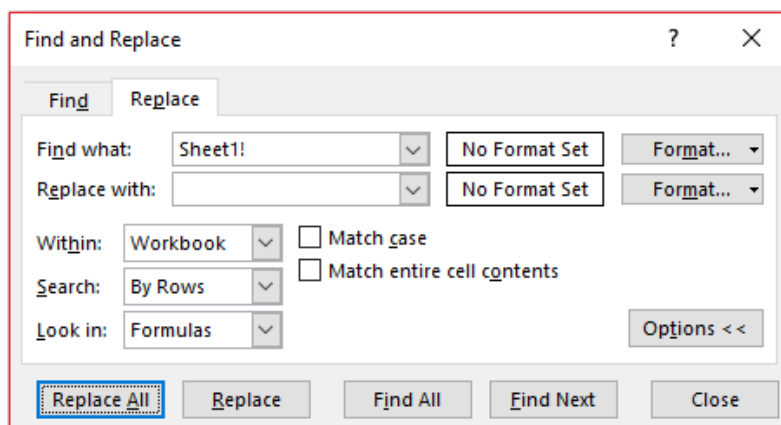 Find and Replace ?
Find Replace
Find what: Sheet1! No Format Set Format...
Replace with: No Format Set Format...
Within: Workbook Match case
Search: By Rows Match entire cell contents
Look in: Formulas Options <<
Replace All Replace Find All Find Next Close